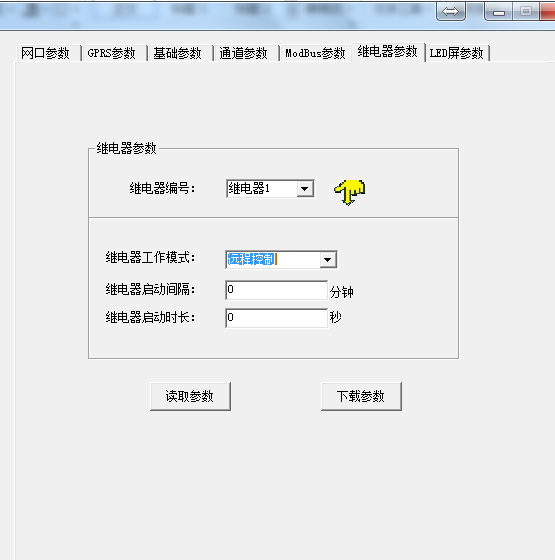 网口参数 GPRS参数 基础参数 通道参数 ModBus参数 继电器参数 LED屏参数
继电器参数
继电器编号： 继电器1
继电器工作模式： 远程控制
继电器启动间隔： 0 分钟
继电器启动时长： 0 秒
读取参数 下载参数